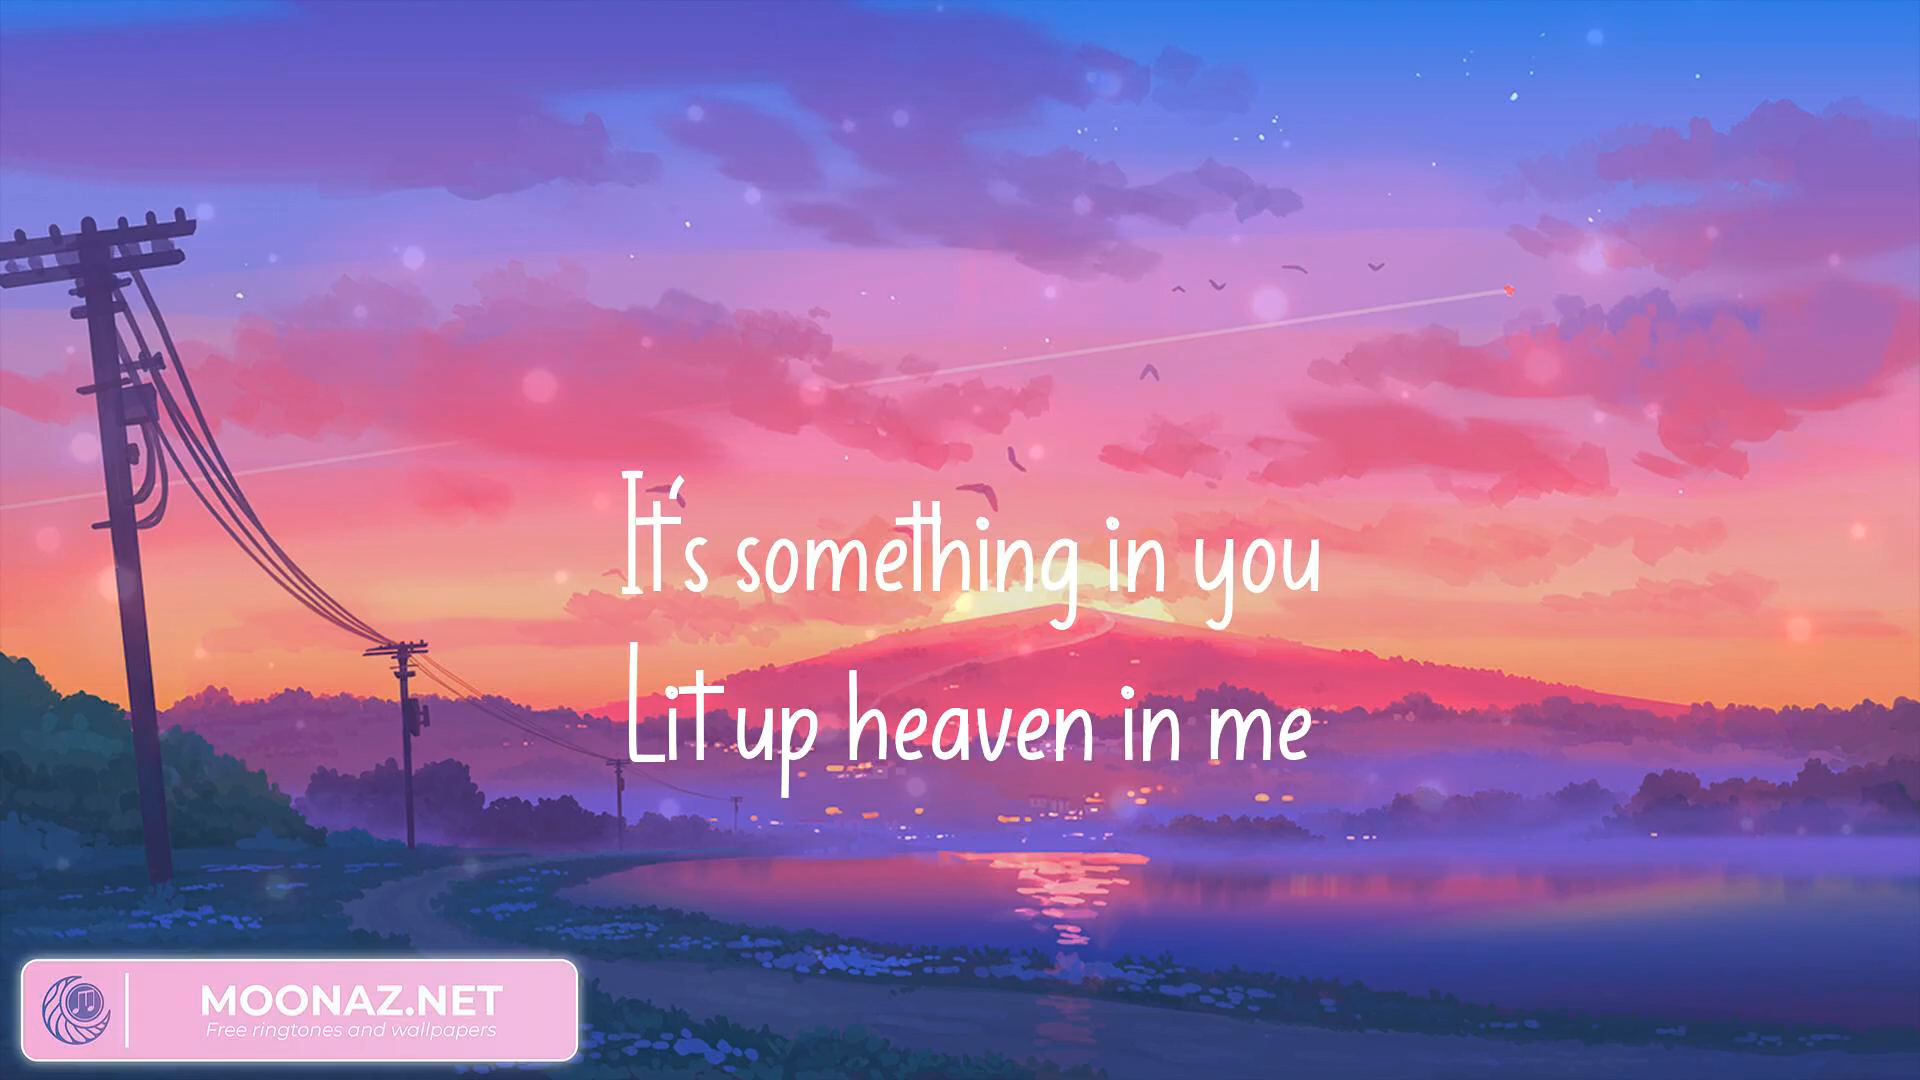 It's something in you
Lit up heaven in me
MOONAZ.NET
Free ringtones and wallpapers